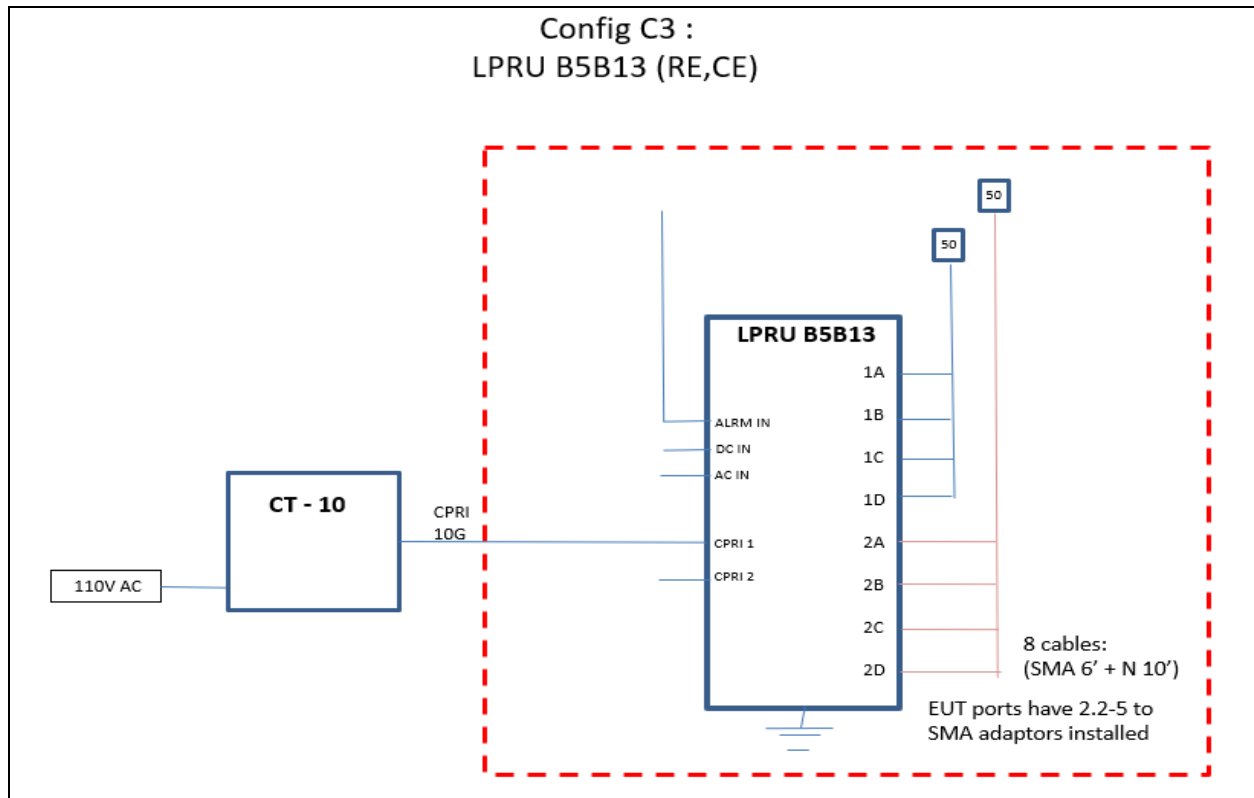 Config C3 :
LPRU B5B13 (RE,CE)
50
50
LPRU B5B13
1A
1B
1C
1D
2A
2B
2C
2D
ALRM IN
DC IN
AC IN
CPRI 1
CPRI 2
CT - 10
CPRI
10G
110V AC
8 cables:
(SMA 6’ + N 10’)
EUT ports have 2.2-5 to
SMA adaptors installed